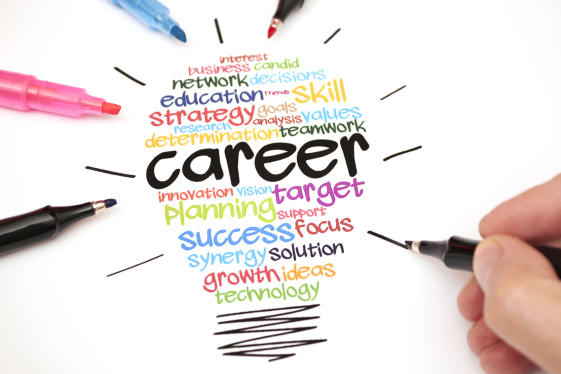 interest
business candid
network decisions
education friends skill
strategy goals
analysis values
research
determination teamwork
career
innovation vision target
planning support
success focus
synergy solution
growth ideas
technology